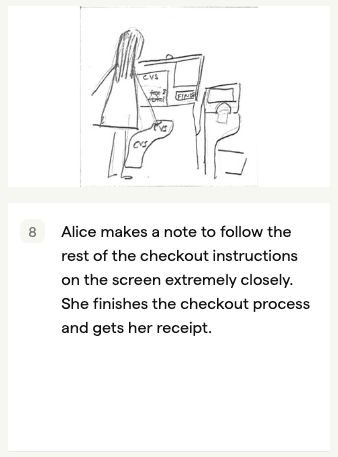 CVS
FINISH
CVS
CVS
8
Alice makes a note to follow the
rest of the checkout instructions
on the screen extremely closely.
She finishes the checkout process
and gets her receipt.